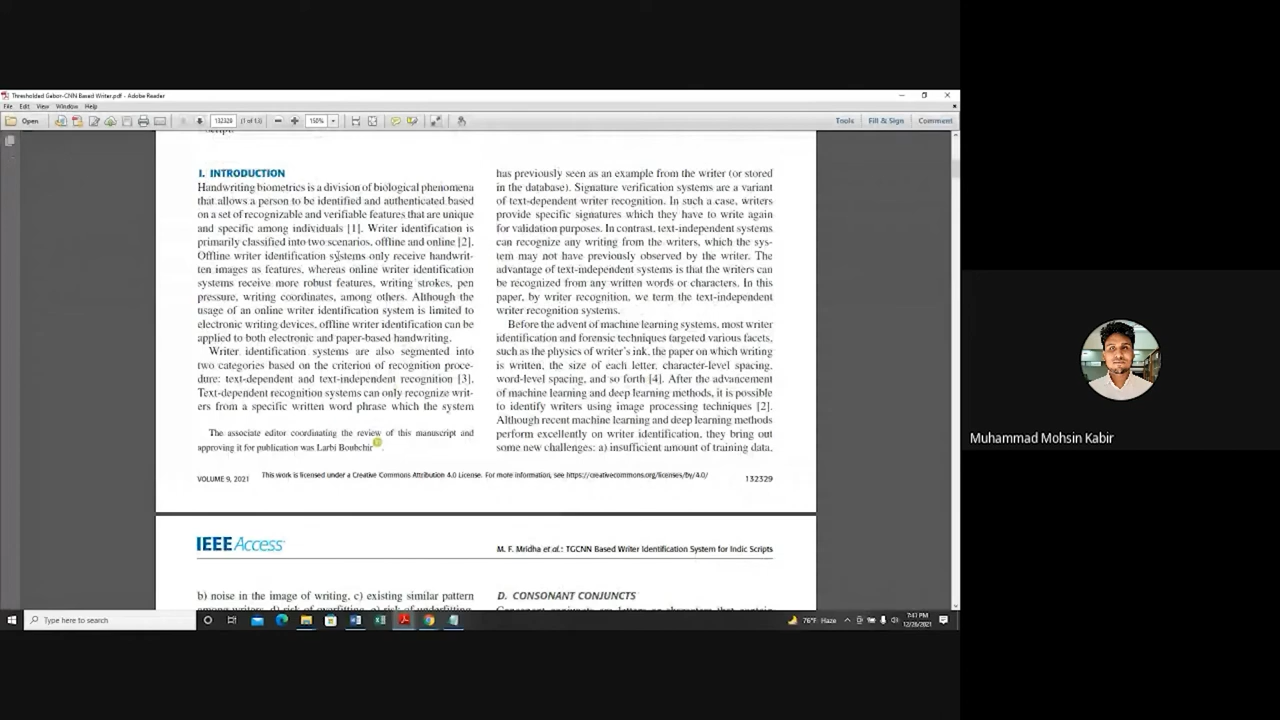 Thresholded Gabor-CNN Based Writer.pdf - Adobe Reader
File Edit View Window Help
Open
132329
(1 of 13)
150%
Tools
Fill & Sign
Comment
I. INTRODUCTION
Handwriting biometrics is a division of biological phenomena
that allows a person to be identified and authenticated based
on a set of recognizable and verifiable features that are unique
and specific among individuals [1]. Writer identification is
primarily classified into two scenarios, offline and online [2].
Offline writer identification systems only receive handwrit-
ten images as features, whereas online writer identification
systems receive more robust features, writing strokes, pen
pressure, writing coordinates, among others. Although the
usage of an online writer identification system is limited to
electronic writing devices, offline writer identification can be
applied to both electronic and paper-based handwriting.
Writer identification systems are also segmented into
two categories based on the criterion of recognition proce-
dure: text-dependent and text-independent recognition [3].
Text-dependent recognition systems can only recognize writ-
ers from a specific written word phrase which the system
The associate editor coordinating the review of this manuscript and
approving it for publication was Larbi Boubchir
has previously seen as an example from the writer (or stored
in the database). Signature verification systems are a variant
of text-dependent writer recognition. In such a case, writers
provide specific signatures which they have to write again
for validation purposes. In contrast, text-independent systems
can recognize any writing from the writers, which the sys-
tem may not have previously observed by the writer. The
advantage of text-independent systems is that the writers can
be recognized from any written words or characters. In this
paper, by writer recognition, we term the text-independent
writer recognition systems.
Before the advent of machine learning systems, most writer
identification and forensic techniques targeted various facets,
such as the physics of writer's ink, the paper on which writing
is written, the size of each letter, character-level spacing,
word-level spacing, and so forth [4]. After the advancement
of machine learning and deep learning methods, it is possible
to identify writers using image processing techniques [2].
Although recent machine learning and deep learning methods
perform excellently on writer identification, they bring out
some new challenges: a) insufficient amount of training data,
VOLUME 9, 2021
This work is licensed under a Creative Commons Attribution 4.0 License. For more information, see https://creativecommons.org/licenses/by/4.0/
132329
IEEE Access
M. F. Mridha et al.: TGCNN Based Writer Identification System for Indic Scripts
b) noise in the image of writing, c) existing similar pattern
D. CONSONANT CONJUNCTS
Muhammad Mohsin Kabir
Type here to search
76°F Haze
7:41 PM
12/26/2021